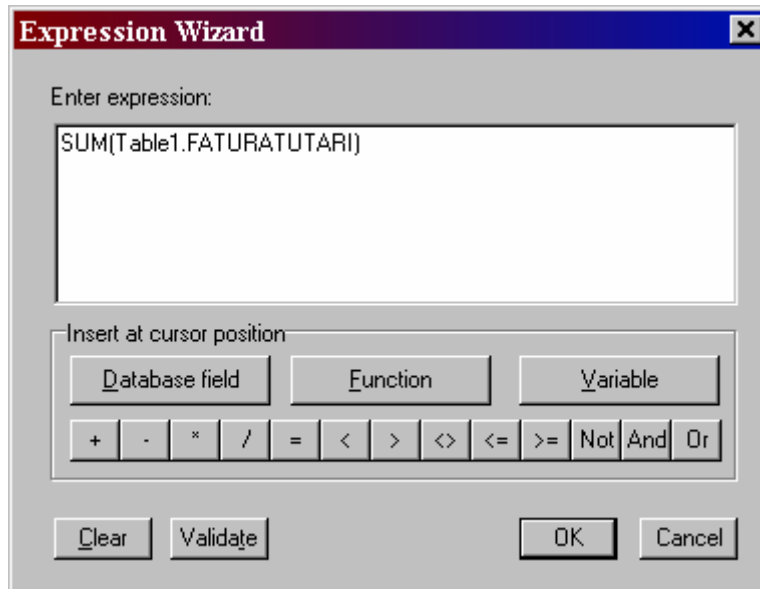 Expression Wizard
Enter expression:
SUM(Table1.FATURATUTARI)
Insert at cursor position
Database field Function Variable
+ - * / = < > <> <= >= Not And Or
Clear Validate OK Cancel